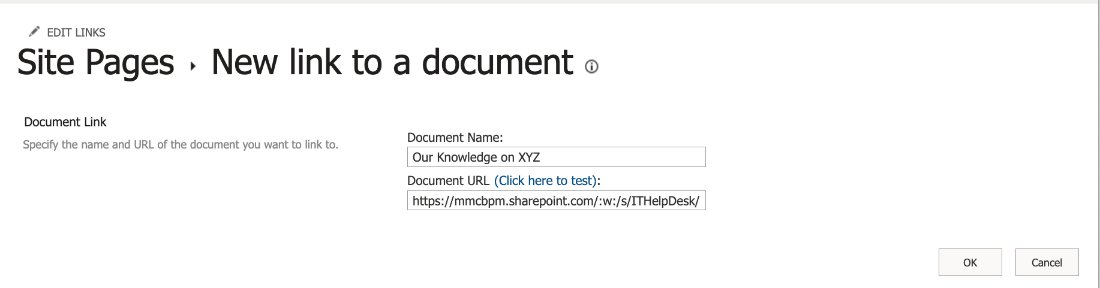 EDIT LINKS
Site Pages ▸ New link to a document
Document Link
Specify the name and URL of the document you want to link to.
Document Name:
Our Knowledge on XYZ
Document URL (Click here to test):
https://mmcbpm.sharepoint.com/:w:/s/ITHelpDesk/
OK
Cancel